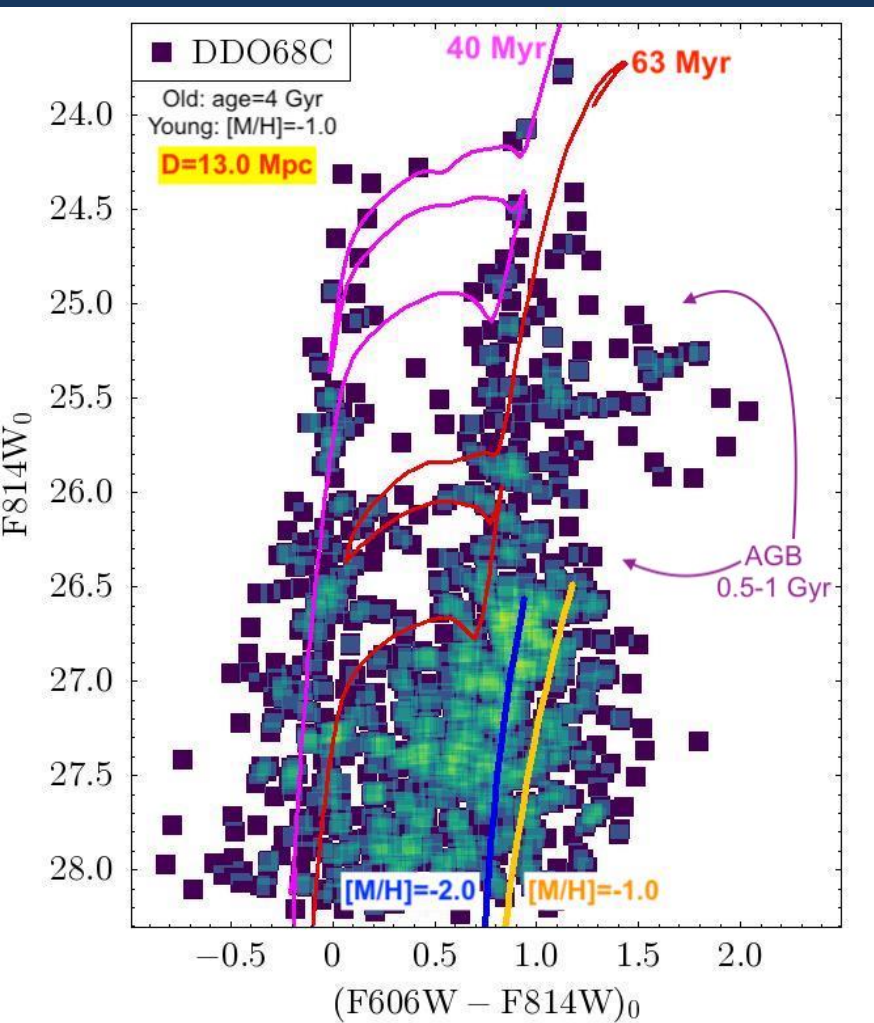 DDO68C
Old: age=4 Gyr
Young: [M/H]=-1.0
D=13.0 Mpc
40 Myr
63 Myr
AGB
0.5-1 Gyr
[M/H]=-2.0
[M/H]=-1.0
24.0
24.5
25.0
25.5
26.0
26.5
27.0
27.5
28.0
F814W₀
−0.5 0 0.5 1.0 1.5 2.0
(F606W − F814W)₀